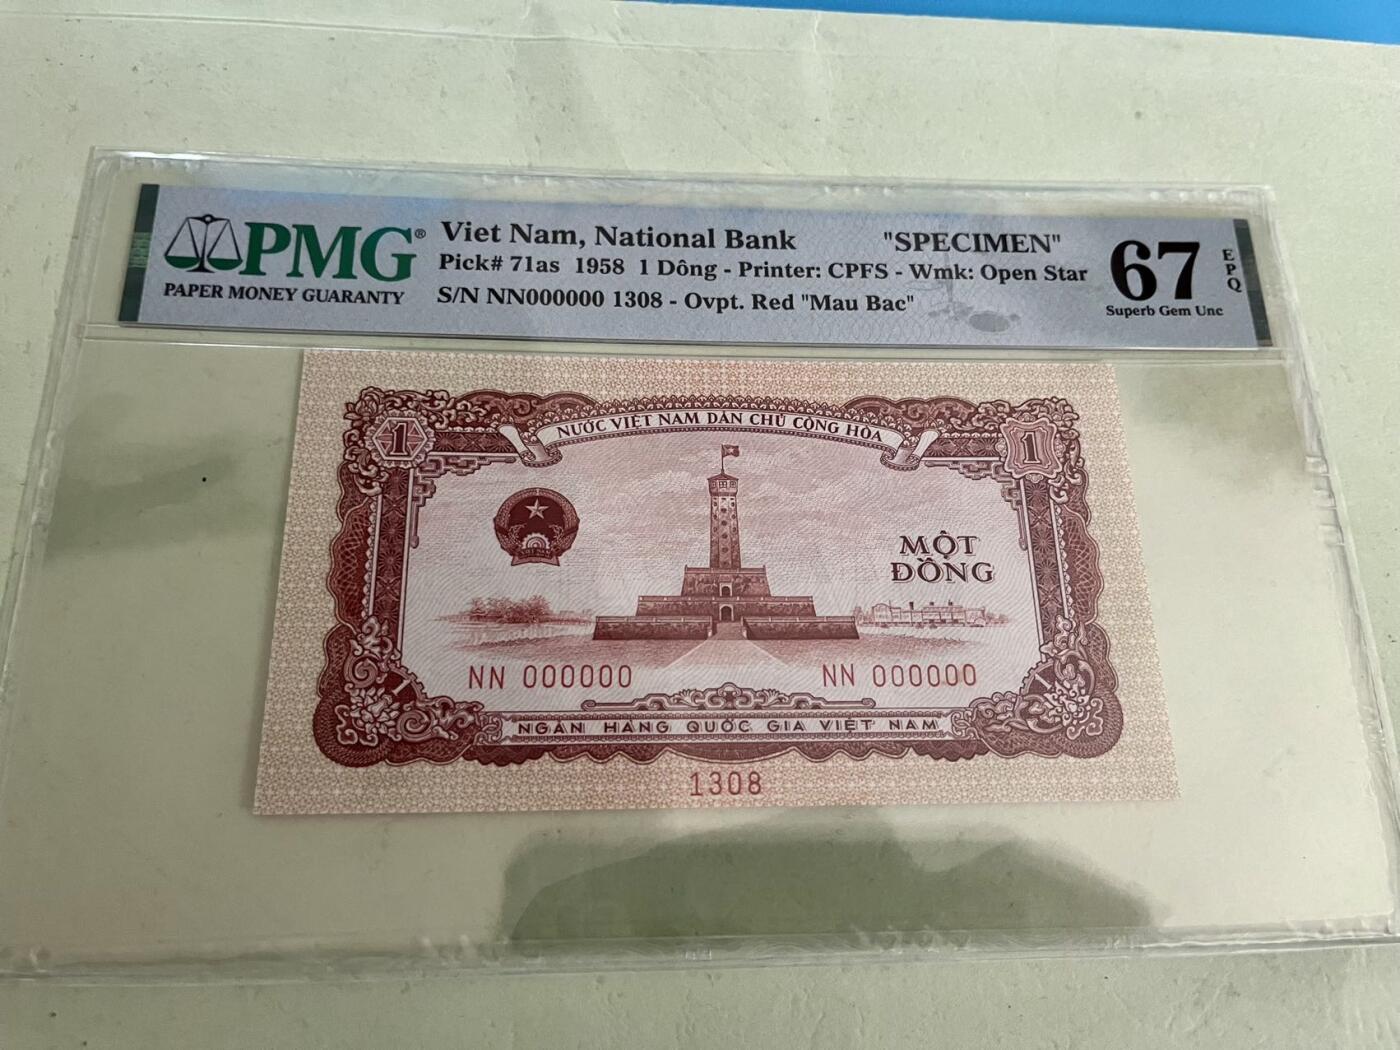 PMG®
PAPER MONEY GUARANTY
Viet Nam, National Bank "SPECIMEN"
Pick# 71as 1958 1 Dông - Printer: CPFS - Wmk: Open Star
S/N NN000000 1308 - Ovpt. Red "Mau Bac"
67
EPQ
Superb Gem Unc
1
NƯỚC VIỆT NAM DÂN CHỦ CỘNG HÒA
1
MỘT
ĐỒNG
NN 000000
NN 000000
1
1
NGÂN HÀNG QUỐC GIA VIỆT NAM
1308